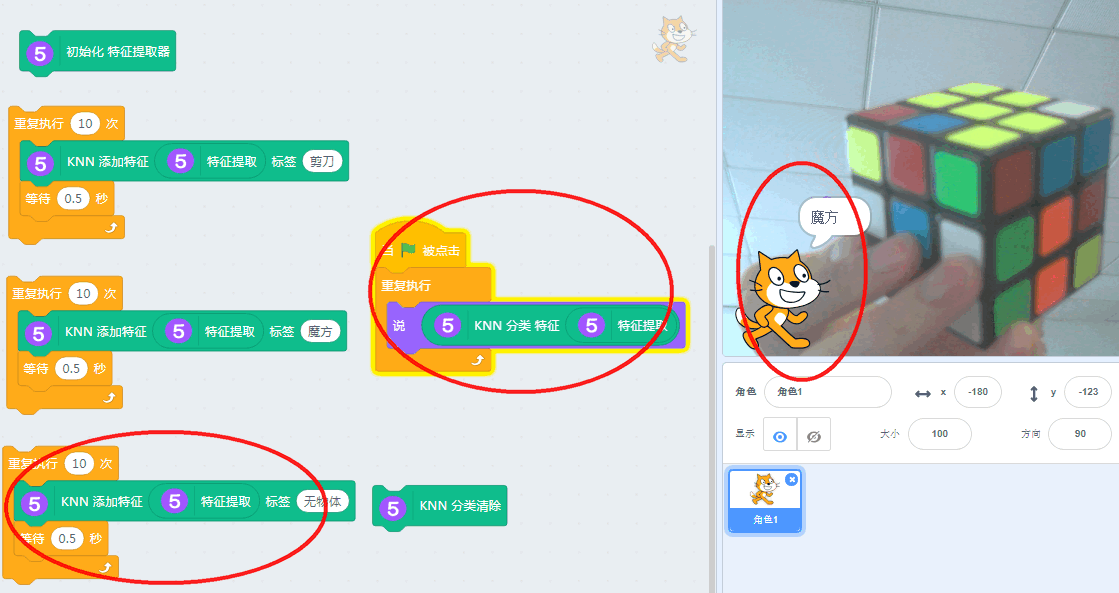 5 初始化 特征提取器
重复执行 10 次
5 KNN 添加特征 5 特征提取 标签 剪刀
等待 0.5 秒
重复执行 10 次
5 KNN 添加特征 5 特征提取 标签 魔方
等待 0.5 秒
重复执行 10 次
5 KNN 添加特征 5 特征提取 标签 无物体
等待 0.5 秒
当 被点击
重复执行
说 5 KNN 分类 特征 5 特征提取
5 KNN 分类清除
魔方
角色 角色1 x -180 y -123
显示 大小 100 方向 90
角色1